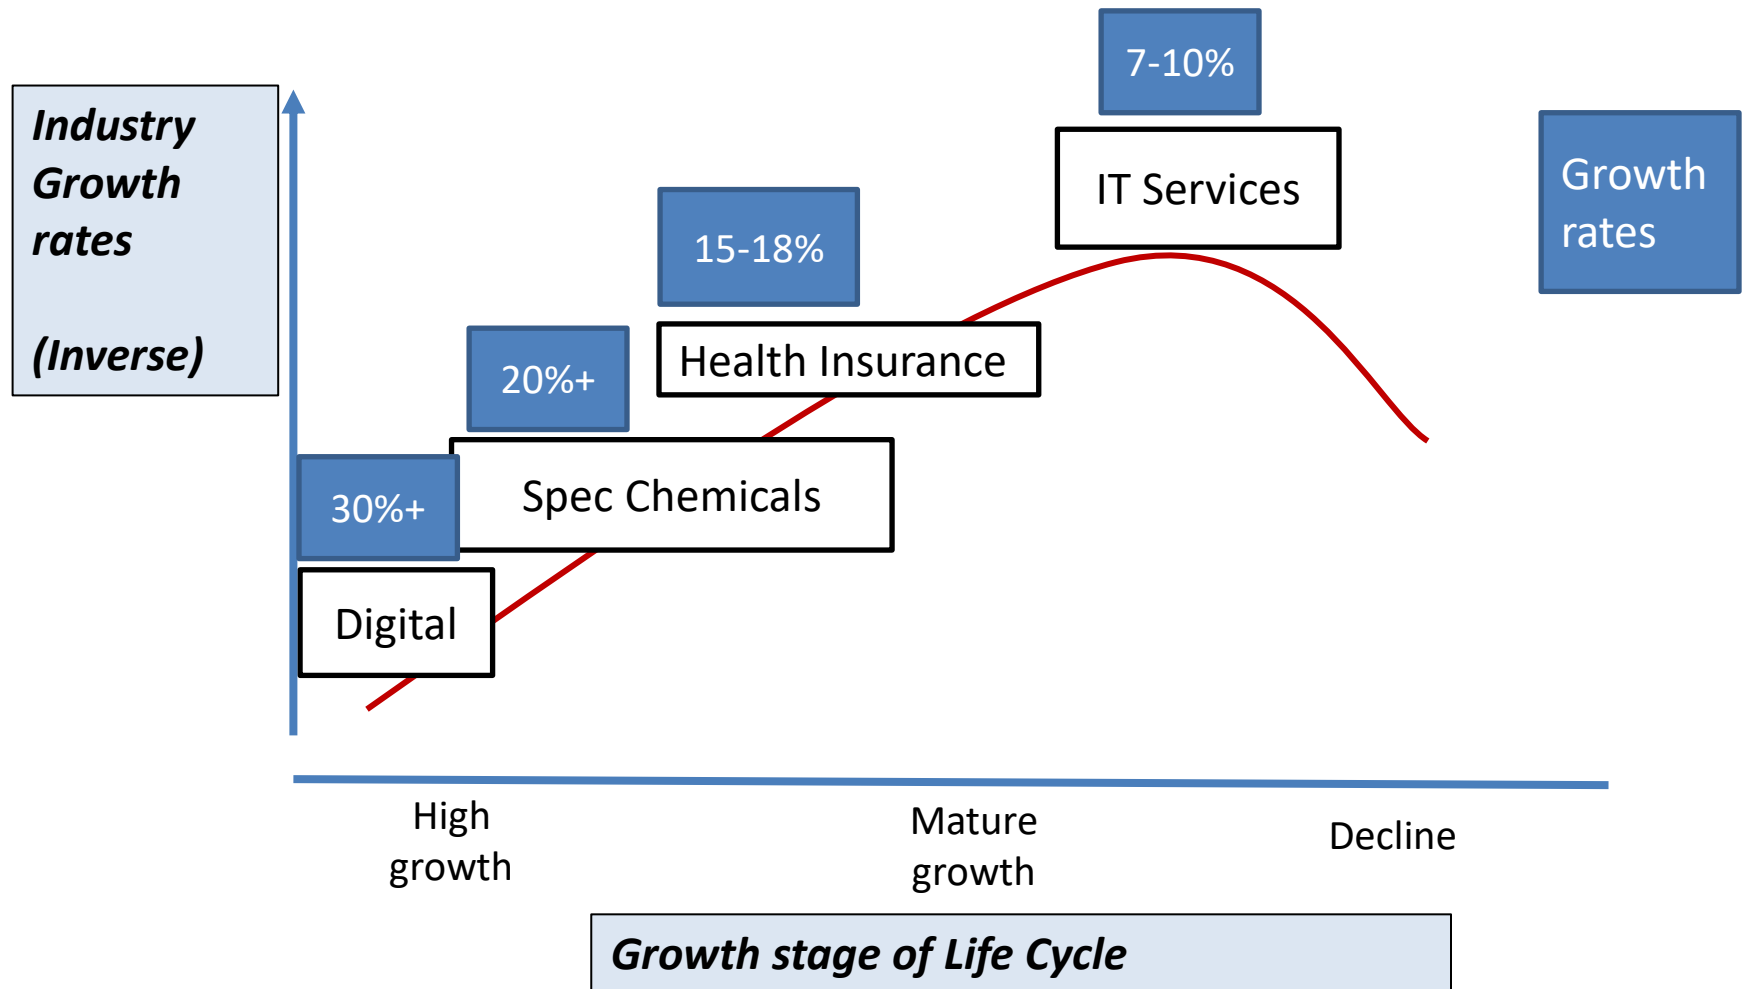 7-10%
Industry
Growth
rates
(Inverse)
IT Services
Growth
rates
15-18%
Health Insurance
20%+
Spec Chemicals
30%+
Digital
High
growth
Mature
growth
Decline
Growth stage of Life Cycle